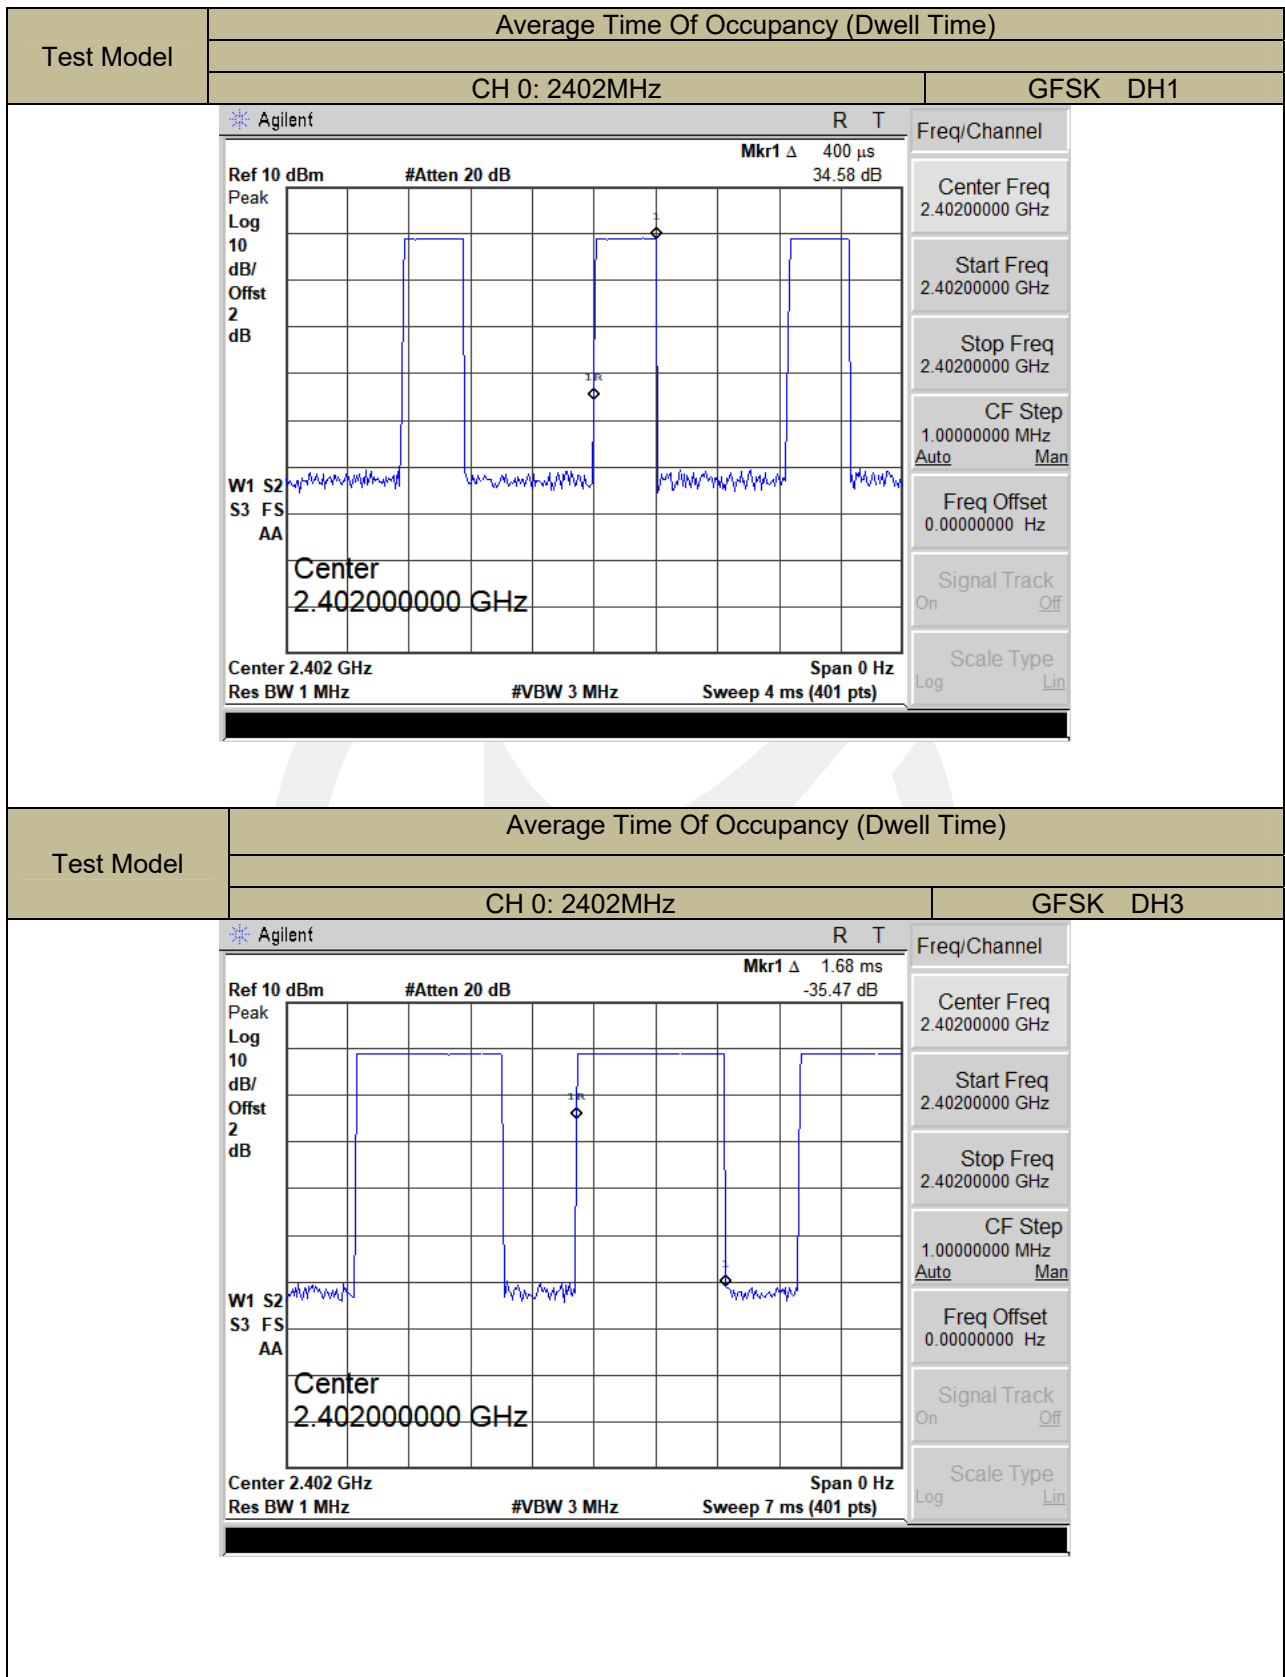 Test Model
Average Time Of Occupancy (Dwell Time)
CH 0: 2402MHz
GFSK DH1
Agilent
R T
Mkr1 Δ 400 μs
34.58 dB
Ref 10 dBm
#Atten 20 dB
Peak
Log
10
dB/
Offst
2
dB
1
1R
W1 S2
S3 FS
AA
Center
2.402000000 GHz
Center 2.402 GHz
Span 0 Hz
Res BW 1 MHz
#VBW 3 MHz
Sweep 4 ms (401 pts)
Freq/Channel
Center Freq
2.40200000 GHz
Start Freq
2.40200000 GHz
Stop Freq
2.40200000 GHz
CF Step
1.00000000 MHz
Auto Man
Freq Offset
0.00000000 Hz
Signal Track
On Off
Scale Type
Log Lin
Test Model
Average Time Of Occupancy (Dwell Time)
CH 0: 2402MHz
GFSK DH3
Agilent
R T
Mkr1 Δ 1.68 ms
-35.47 dB
Ref 10 dBm
#Atten 20 dB
Peak
Log
10
dB/
Offst
2
dB
1R
1
W1 S2
S3 FS
AA
Center
2.402000000 GHz
Center 2.402 GHz
Span 0 Hz
Res BW 1 MHz
#VBW 3 MHz
Sweep 7 ms (401 pts)
Freq/Channel
Center Freq
2.40200000 GHz
Start Freq
2.40200000 GHz
Stop Freq
2.40200000 GHz
CF Step
1.00000000 MHz
Auto Man
Freq Offset
0.00000000 Hz
Signal Track
On Off
Scale Type
Log Lin